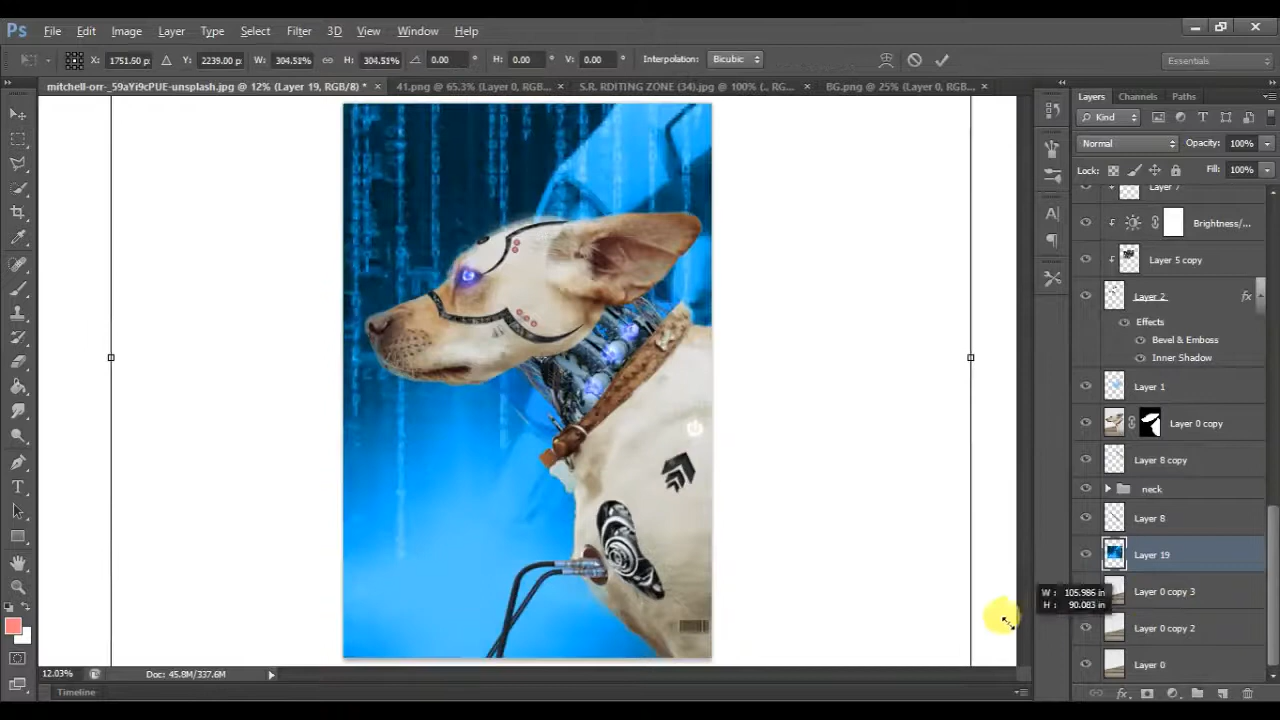 Ps File Edit Image Layer Type Select Filter 3D View Window Help
X: 1751.50 px Y: 2239.00 px W: 304.51% H: 304.51% 0.00 ° H: 0.00 ° V: 0.00 ° Interpolation: Bicubic Essentials
mitchell-orr-_59aYi9cPUE-unsplash.jpg @ 12% (Layer 19, RGB/8) * × 41.png @ 65.3% (Layer 0, RGB... × S.R. RDITING ZONE (34).jpg @ 100% (.. RG... × BG.png @ 25% (Layer 0, RGB... ×
Layers Channels Paths
Kind
Normal Opacity: 100%
Lock: Fill: 100%
Layer 7
Brightness/...
Layer 5 copy
Layer 2 fx
Effects
Bevel & Emboss
Inner Shadow
Layer 1
Layer 0 copy
Layer 8 copy
neck
Layer 8
Layer 19
W: 105.986 in
H: 90.083 in
Layer 0 copy 3
Layer 0 copy 2
Layer 0
12.03% Doc: 45.8M/337.6M
Timeline